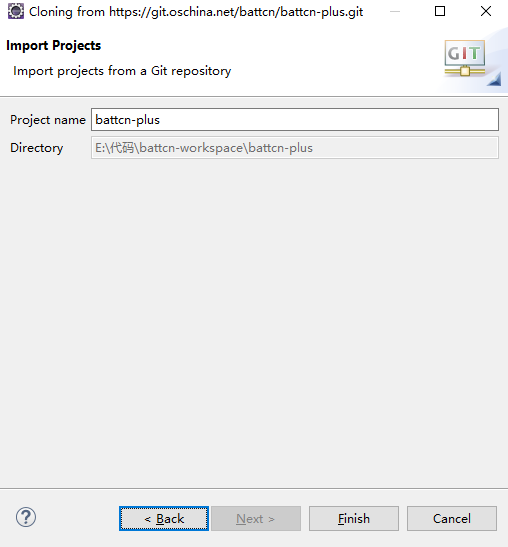 Cloning from https://git.oschina.net/battcn/battcn-plus.git
Import Projects
Import projects from a Git repository
GIT
Project name battcn-plus
Directory E:\代码\battcn-workspace\battcn-plus
? < Back Next > Finish Cancel